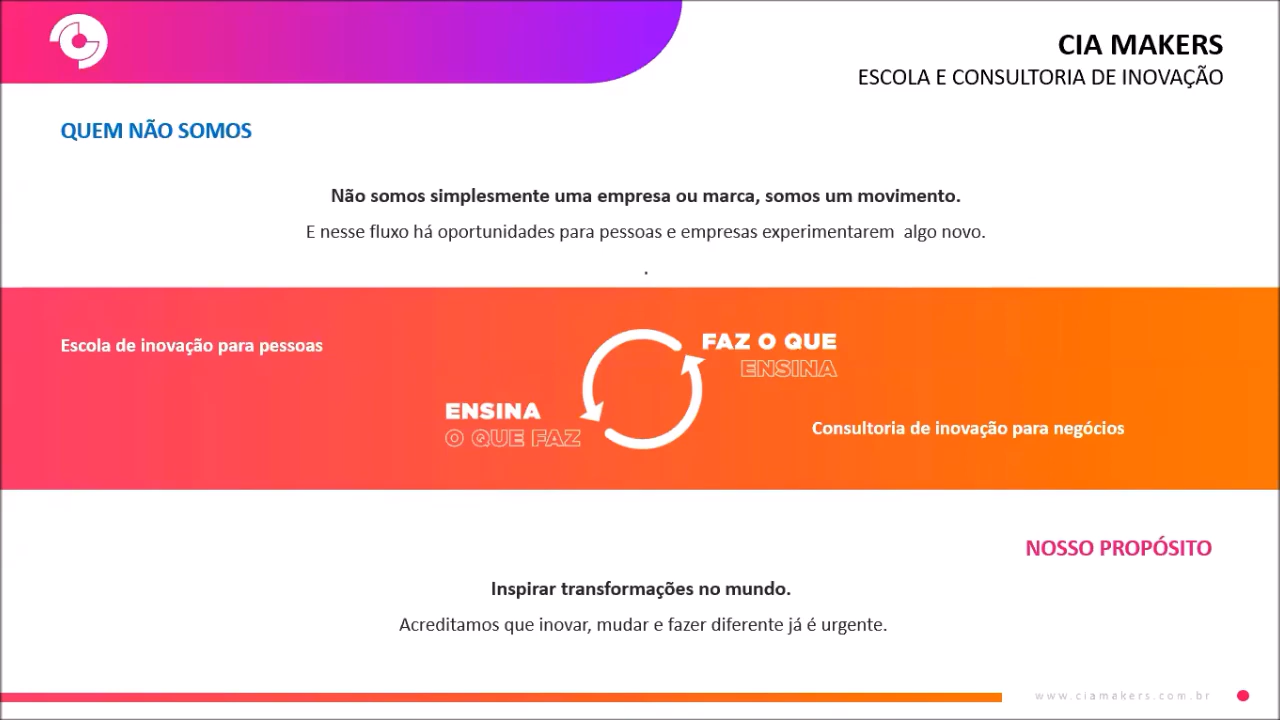 CIA MAKERS
ESCOLA E CONSULTORIA DE INOVAÇÃO
QUEM NÃO SOMOS
Não somos simplesmente uma empresa ou marca, somos um movimento.
E nesse fluxo há oportunidades para pessoas e empresas experimentarem algo novo.
.
Escola de inovação para pessoas
FAZ O QUE
ENSINA
ENSINA
O QUE FAZ
Consultoria de inovação para negócios
NOSSO PROPÓSITO
Inspirar transformações no mundo.
Acreditamos que inovar, mudar e fazer diferente já é urgente.
www.ciamakers.com.br